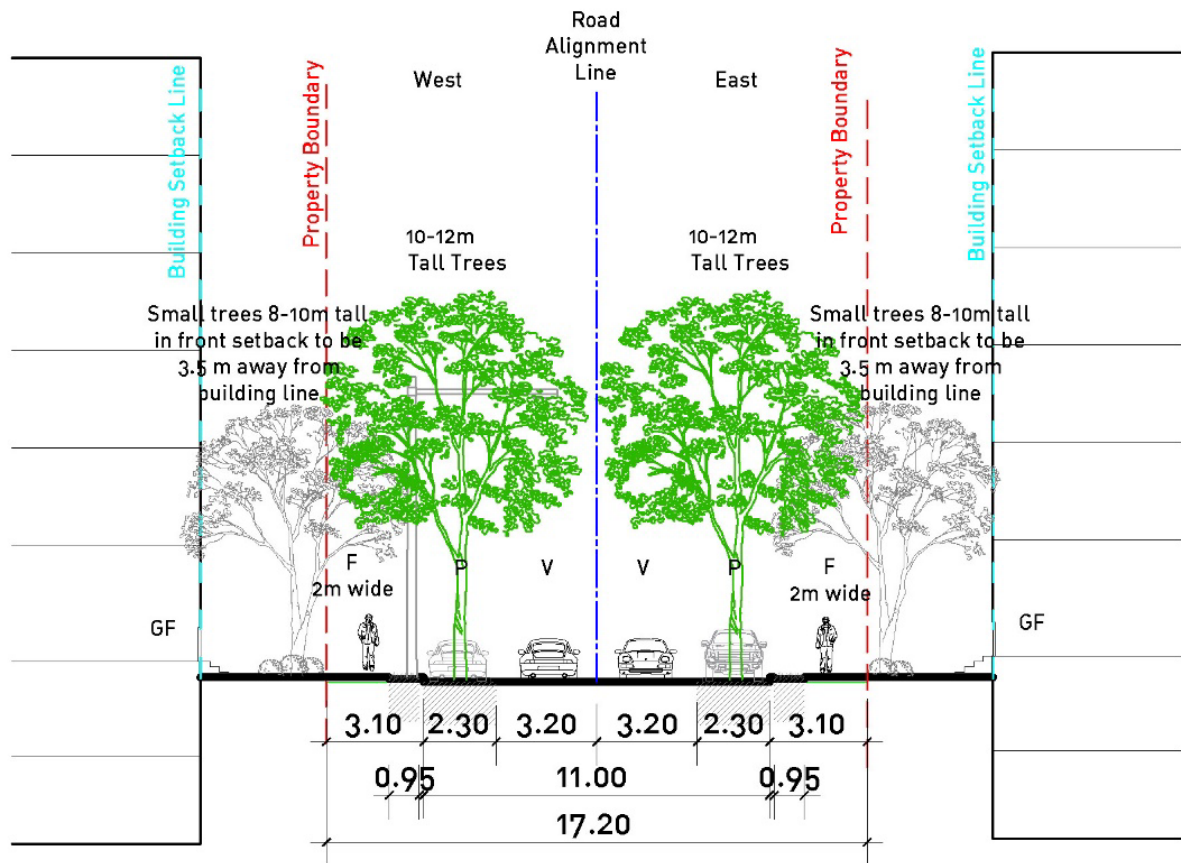 Road
Alignment
Line
West
East
Building Setback Line
Property Boundary
Property Boundary
Building Setback Line
10-12m
Tall Trees
10-12m
Tall Trees
Small trees 8-10m tall
in front setback to be
3.5 m away from
building line
Small trees 8-10m tall
in front setback to be
3.5 m away from
building line
F
2m wide
P
V
V
P
F
2m wide
GF
GF
3.10
2.30
3.20
3.20
2.30
3.10
0.95
11.00
0.95
17.20